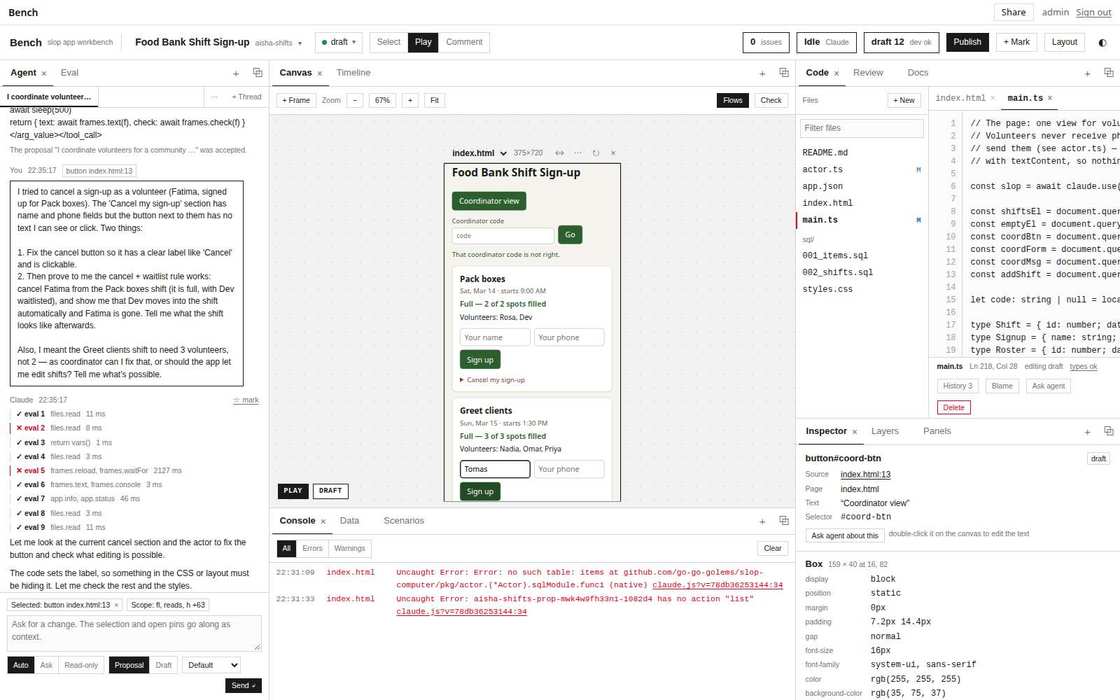 Bench
Share admin Sign out
Bench slop app workbench Food Bank Shift Sign-up aisha-shifts draft Select Play Comment 0 issues Idle Claude draft 12 dev ok Publish + Mark Layout
Agent × Eval +
I coordinate volunteer… ··· + Thread
await sleep(500)
return { text: await frames.text(f), check: await frames.check(f) }
</arg_value></tool_call>
The proposal "I coordinate volunteers for a community …" was accepted.
You 22:35:17 button index.html:13
I tried to cancel a sign-up as a volunteer (Fatima, signed
up for Pack boxes). The 'Cancel my sign-up' section has
name and phone fields but the button next to them has no
text I can see or click. Two things:
1. Fix the cancel button so it has a clear label like 'Cancel'
and is clickable.
2. Then prove to me the cancel + waitlist rule works:
cancel Fatima from the Pack boxes shift (it is full, with Dev
waitlisted), and show me that Dev moves into the shift
automatically and Fatima is gone. Tell me what the shift
looks like afterwards.
Also, I meant the Greet clients shift to need 3 volunteers,
not 2 — as coordinator can I fix that, or should the app let
me edit shifts? Tell me what's possible.
Claude 22:35:17 ☆ mark
✓ eval 1 files.read 11 ms
✕ eval 2 files.read 8 ms
✓ eval 3 return vars() 1 ms
✓ eval 4 files.read 3 ms
✕ eval 5 frames.reload, frames.waitFor 2127 ms
✓ eval 6 frames.text, frames.console 3 ms
✓ eval 7 app.info, app.status 46 ms
✓ eval 8 files.read 3 ms
✓ eval 9 files.read 11 ms
Let me look at the current cancel section and the actor to fix the
button and check what editing is possible.
The code sets the label, so something in the CSS or layout must
be hiding it. Let me check the rest and the styles.
Selected: button index.html:13 × Scope: fl, reads, h +63
Ask for a change. The selection and open pins go along as
context.
Auto Ask Read-only Proposal Draft Default
Send
Canvas × Timeline +
+ Frame Zoom − 67% + Fit Flows Check
index.html 375×720 ··· ×
Food Bank Shift Sign-up
Coordinator view
Coordinator code
code Go
That coordinator code is not right.
Pack boxes
Sat, Mar 14 · starts 9:00 AM
Full — 2 of 2 spots filled
Volunteers: Rosa, Dev
Your name Your phone
Sign up
Cancel my sign-up
Greet clients
Sun, Mar 15 · starts 1:30 PM
Full — 3 of 3 spots filled
Volunteers: Nadia, Omar, Priya
Tomas Your phone
Sign up
PLAY DRAFT
Console × Data Scenarios +
All Errors Warnings Clear
22:31:09 index.html Uncaught Error: Error: no such table: items at github.com/go-go-golems/slop-
computer/pkg/actor.(*Actor).sqlModule.func1 (native) claude.js?v=78db36253144:34
22:31:33 index.html Uncaught Error: aisha-shifts-prop-mwk4w9fh33n1-1082d4 has no action "list"
claude.js?v=78db36253144:34
Code × Review Docs +
Files + New
Filter files
README.md
actor.ts M
app.json
index.html
main.ts M
sql/
001_items.sql
002_shifts.sql
styles.css
index.html × main.ts ×
1 // The page: one view for volu
2 // Volunteers never receive ph
3 // send them (see actor.ts) —
4 // with textContent, so nothin
5
6 const slop = await claude.use(
7
8 const shiftsEl = document.quer
9 const emptyEl = document.query
10 const coordBtn = document.quer
11 const coordForm = document.que
12 const coordMsg = document.quer
13 const addShift = document.quer
14
15 let code: string | null = loca
16
17 type Shift = { id: number; dat
18 type Signup = { name: string;
19 type Roster = { id: number; da
main.ts Ln 218, Col 28 editing draft types ok
History 3 Blame Ask agent
Delete
Inspector × Layers Panels +
button#coord-btn draft
Source index.html:13
Page index.html
Text “Coordinator view”
Selector #coord-btn
Ask agent about this double-click it on the canvas to edit the text
Box 159 × 40 at 16, 82
display block
position static
margin 0px
padding 7.2px 14.4px
gap normal
font-size 16px
font-family system-ui, sans-serif
color rgb(255, 255, 255)
background-color rgb(35, 75, 37)